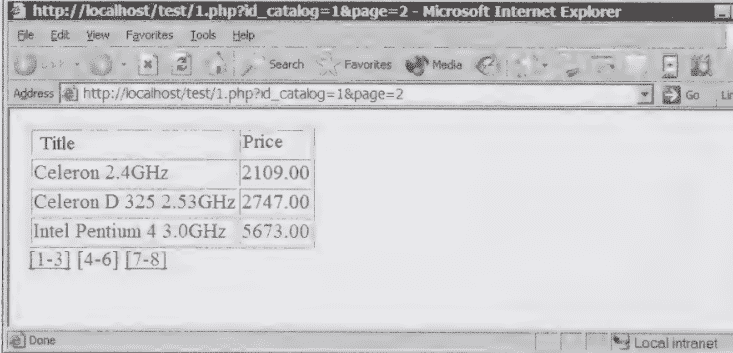 http://localhost/test/1.php?id_catalog=1&page=2 - Microsoft Internet Explorer
File Edit View Favorites Tools Help
Search Favorites Media
Address http://localhost/test/1.php?id_catalog=1&page=2 Go
Title Price
Celeron 2.4GHz 2109.00
Celeron D 325 2.53GHz 2747.00
Intel Pentium 4 3.0GHz 5673.00
[1-3] [4-6] [7-8]
Done Local intranet